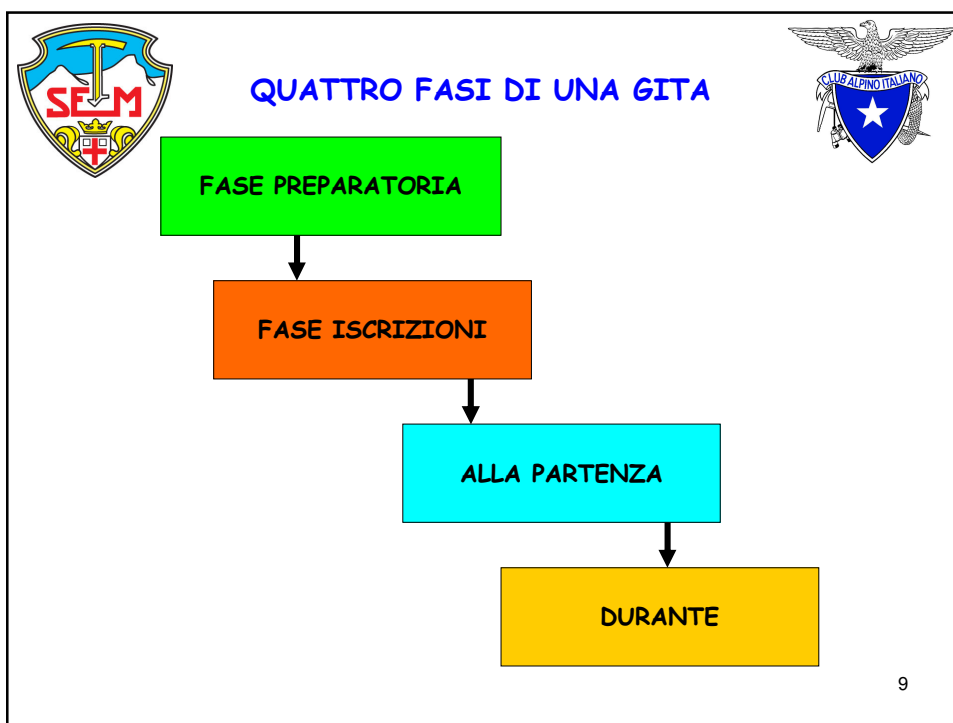 SEM
QUATTRO FASI DI UNA GITA
CLUB ALPINO ITALIANO
FASE PREPARATORIA
FASE ISCRIZIONI
ALLA PARTENZA
DURANTE
9